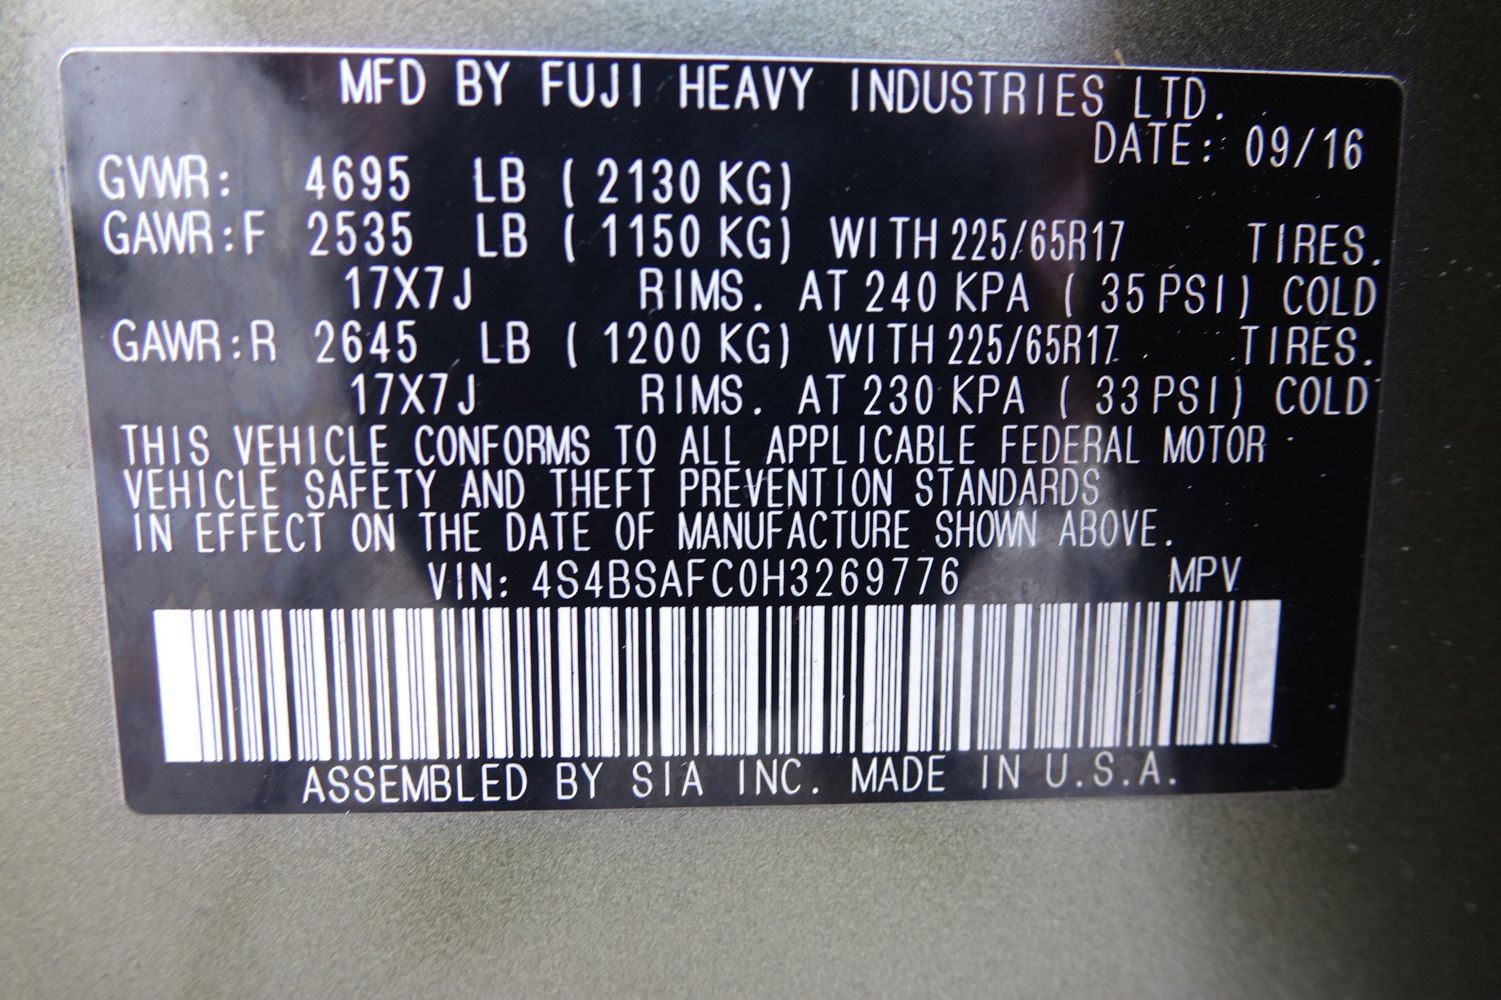 MFD BY FUJI HEAVY INDUSTRIES LTD.
DATE: 09/16
GVWR: 4695 LB ( 2130 KG)
GAWR:F 2535 LB ( 1150 KG) WITH 225/65R17 TIRES.
17X7J RIMS. AT 240 KPA ( 35 PSI) COLD
GAWR:R 2645 LB ( 1200 KG) WITH 225/65R17 TIRES.
17X7J RIMS. AT 230 KPA ( 33 PSI) COLD
THIS VEHICLE CONFORMS TO ALL APPLICABLE FEDERAL MOTOR
VEHICLE SAFETY AND THEFT PREVENTION STANDARDS
IN EFFECT ON THE DATE OF MANUFACTURE SHOWN ABOVE.
VIN: 4S4BSAFC0H3269776 MPV
ASSEMBLED BY SIA INC. MADE IN U.S.A.